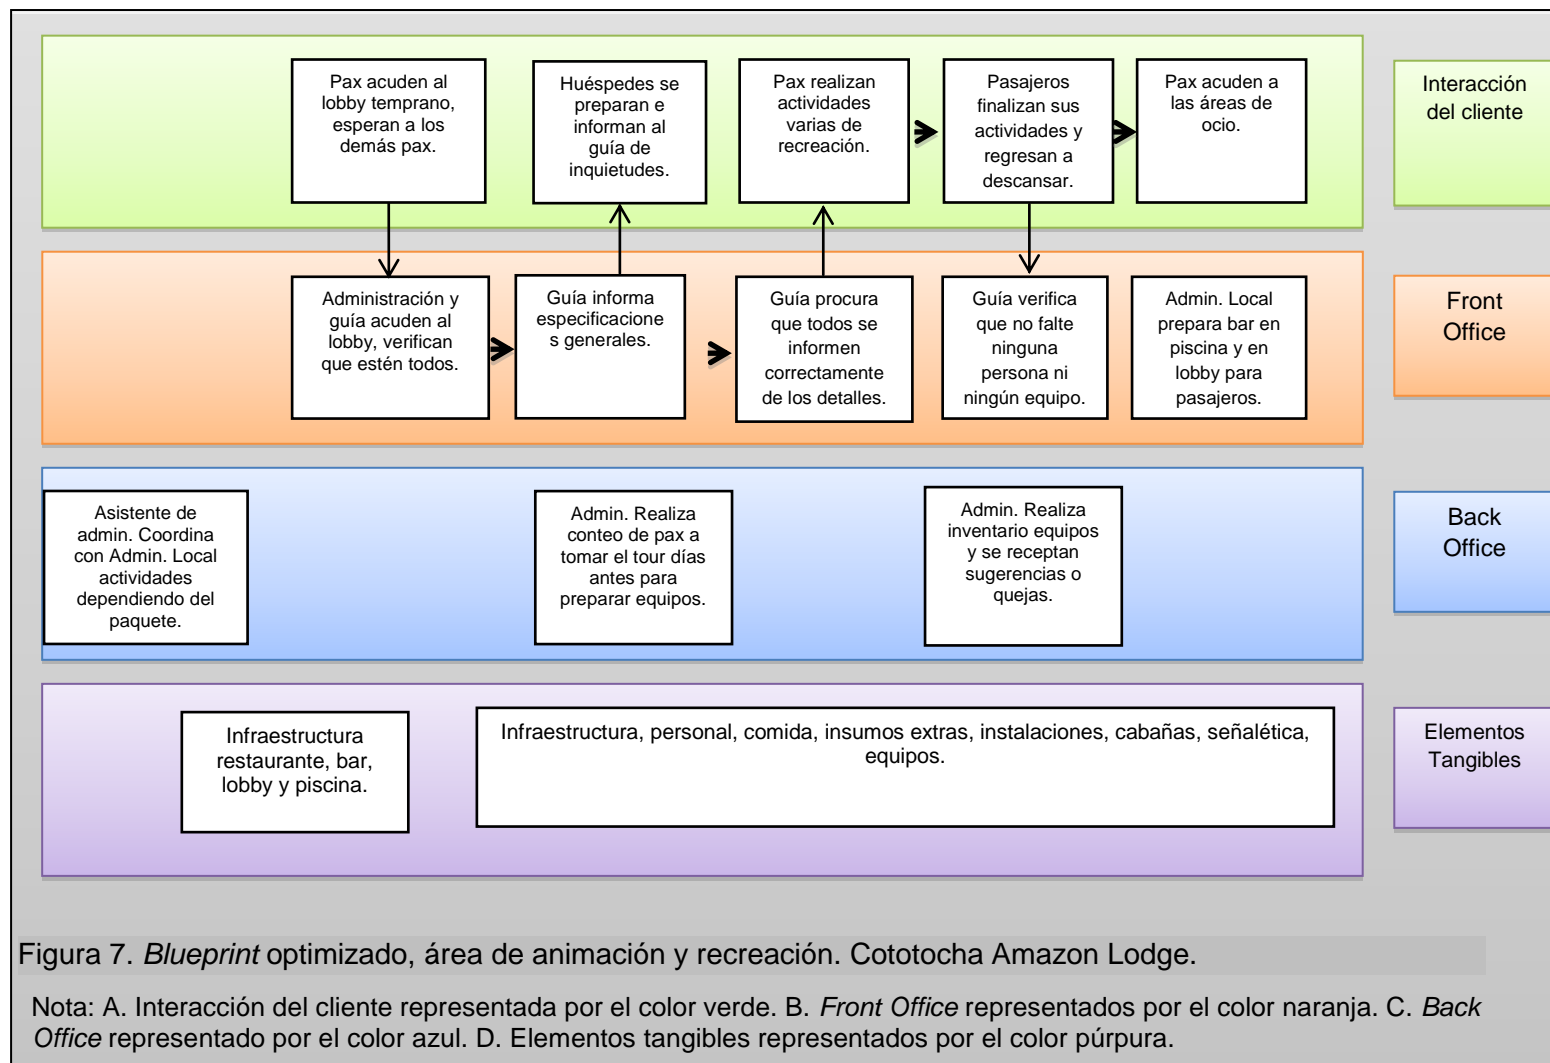 Pax acuden al
lobby temprano,
esperan a los
demás pax.
Huéspedes se
preparan e
informan al
guía de
inquietudes.
Pax realizan
actividades
varias de
recreación.
Pasajeros
finalizan sus
actividades y
regresan a
descansar.
Pax acuden a
las áreas de
ocio.
Interacción
del cliente
Administración y
guía acuden al
lobby, verifican
que estén todos.
Guía informa
especificacione
s generales.
Guía procura
que todos se
informen
correctamente
de los detalles.
Guía verifica
que no falte
ninguna
persona ni
ningún equipo.
Admin. Local
prepara bar en
piscina y en
lobby para
pasajeros.
Front
Office
Asistente de
admin. Coordina
con Admin. Local
actividades
dependiendo del
paquete.
Admin. Realiza
conteo de pax a
tomar el tour días
antes para
preparar equipos.
Admin. Realiza
inventario equipos
y se receptan
sugerencias o
quejas.
Back
Office
Infraestructura
restaurante, bar,
lobby y piscina.
Infraestructura, personal, comida, insumos extras, instalaciones, cabañas, señalética,
equipos.
Elementos
Tangibles
Figura 7. Blueprint optimizado, área de animación y recreación. Cototocha Amazon Lodge.
Nota: A. Interacción del cliente representada por el color verde. B. Front Office representados por el color naranja. C. Back
Office representado por el color azul. D. Elementos tangibles representados por el color púrpura.